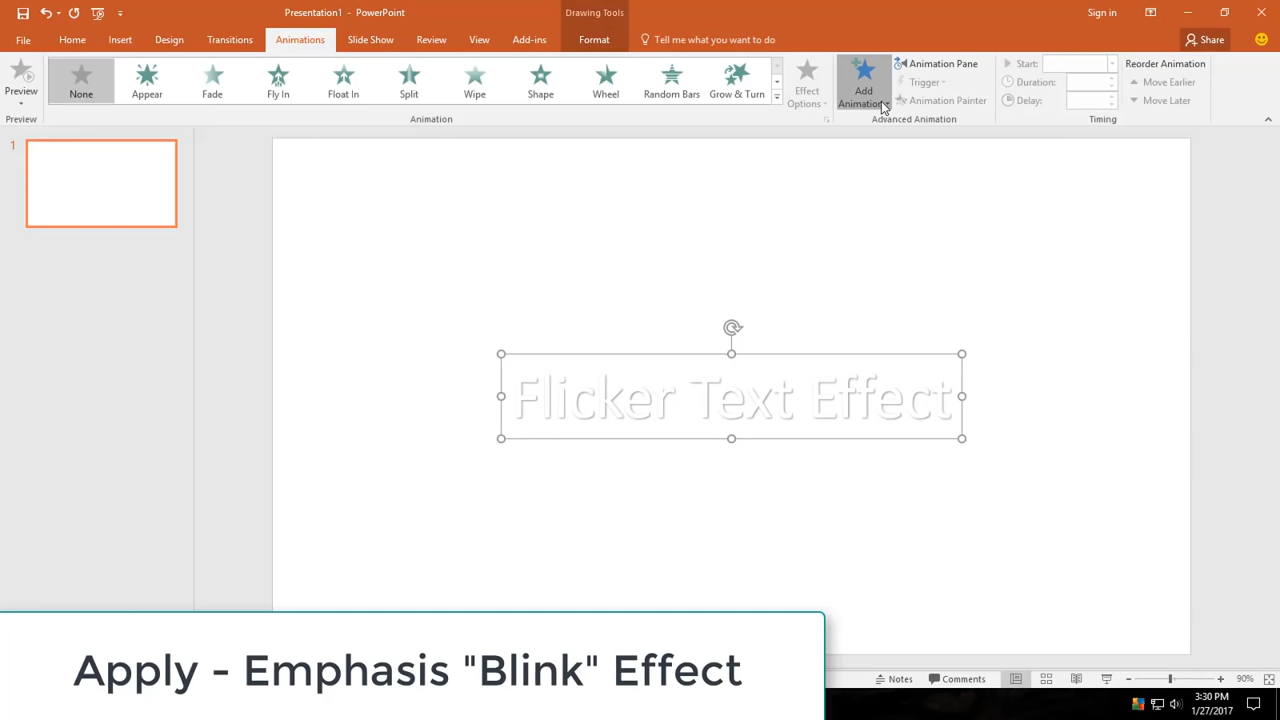 Presentation1 - PowerPoint
Drawing Tools
Sign in
File
Home
Insert
Design
Transitions
Animations
Slide Show
Review
View
Add-ins
Format
Tell me what you want to do
Share
Preview
None
Appear
Fade
Fly In
Float In
Split
Wipe
Shape
Wheel
Random Bars
Grow & Turn
Effect
Options
Add
Animation
Animation Pane
Trigger
Animation Painter
Start:
Duration:
Delay:
Reorder Animation
Move Earlier
Move Later
Preview
Animation
Advanced Animation
Timing
1
Flicker Text Effect
Apply - Emphasis "Blink" Effect
Notes
Comments
90%
3:30 PM
1/27/2017